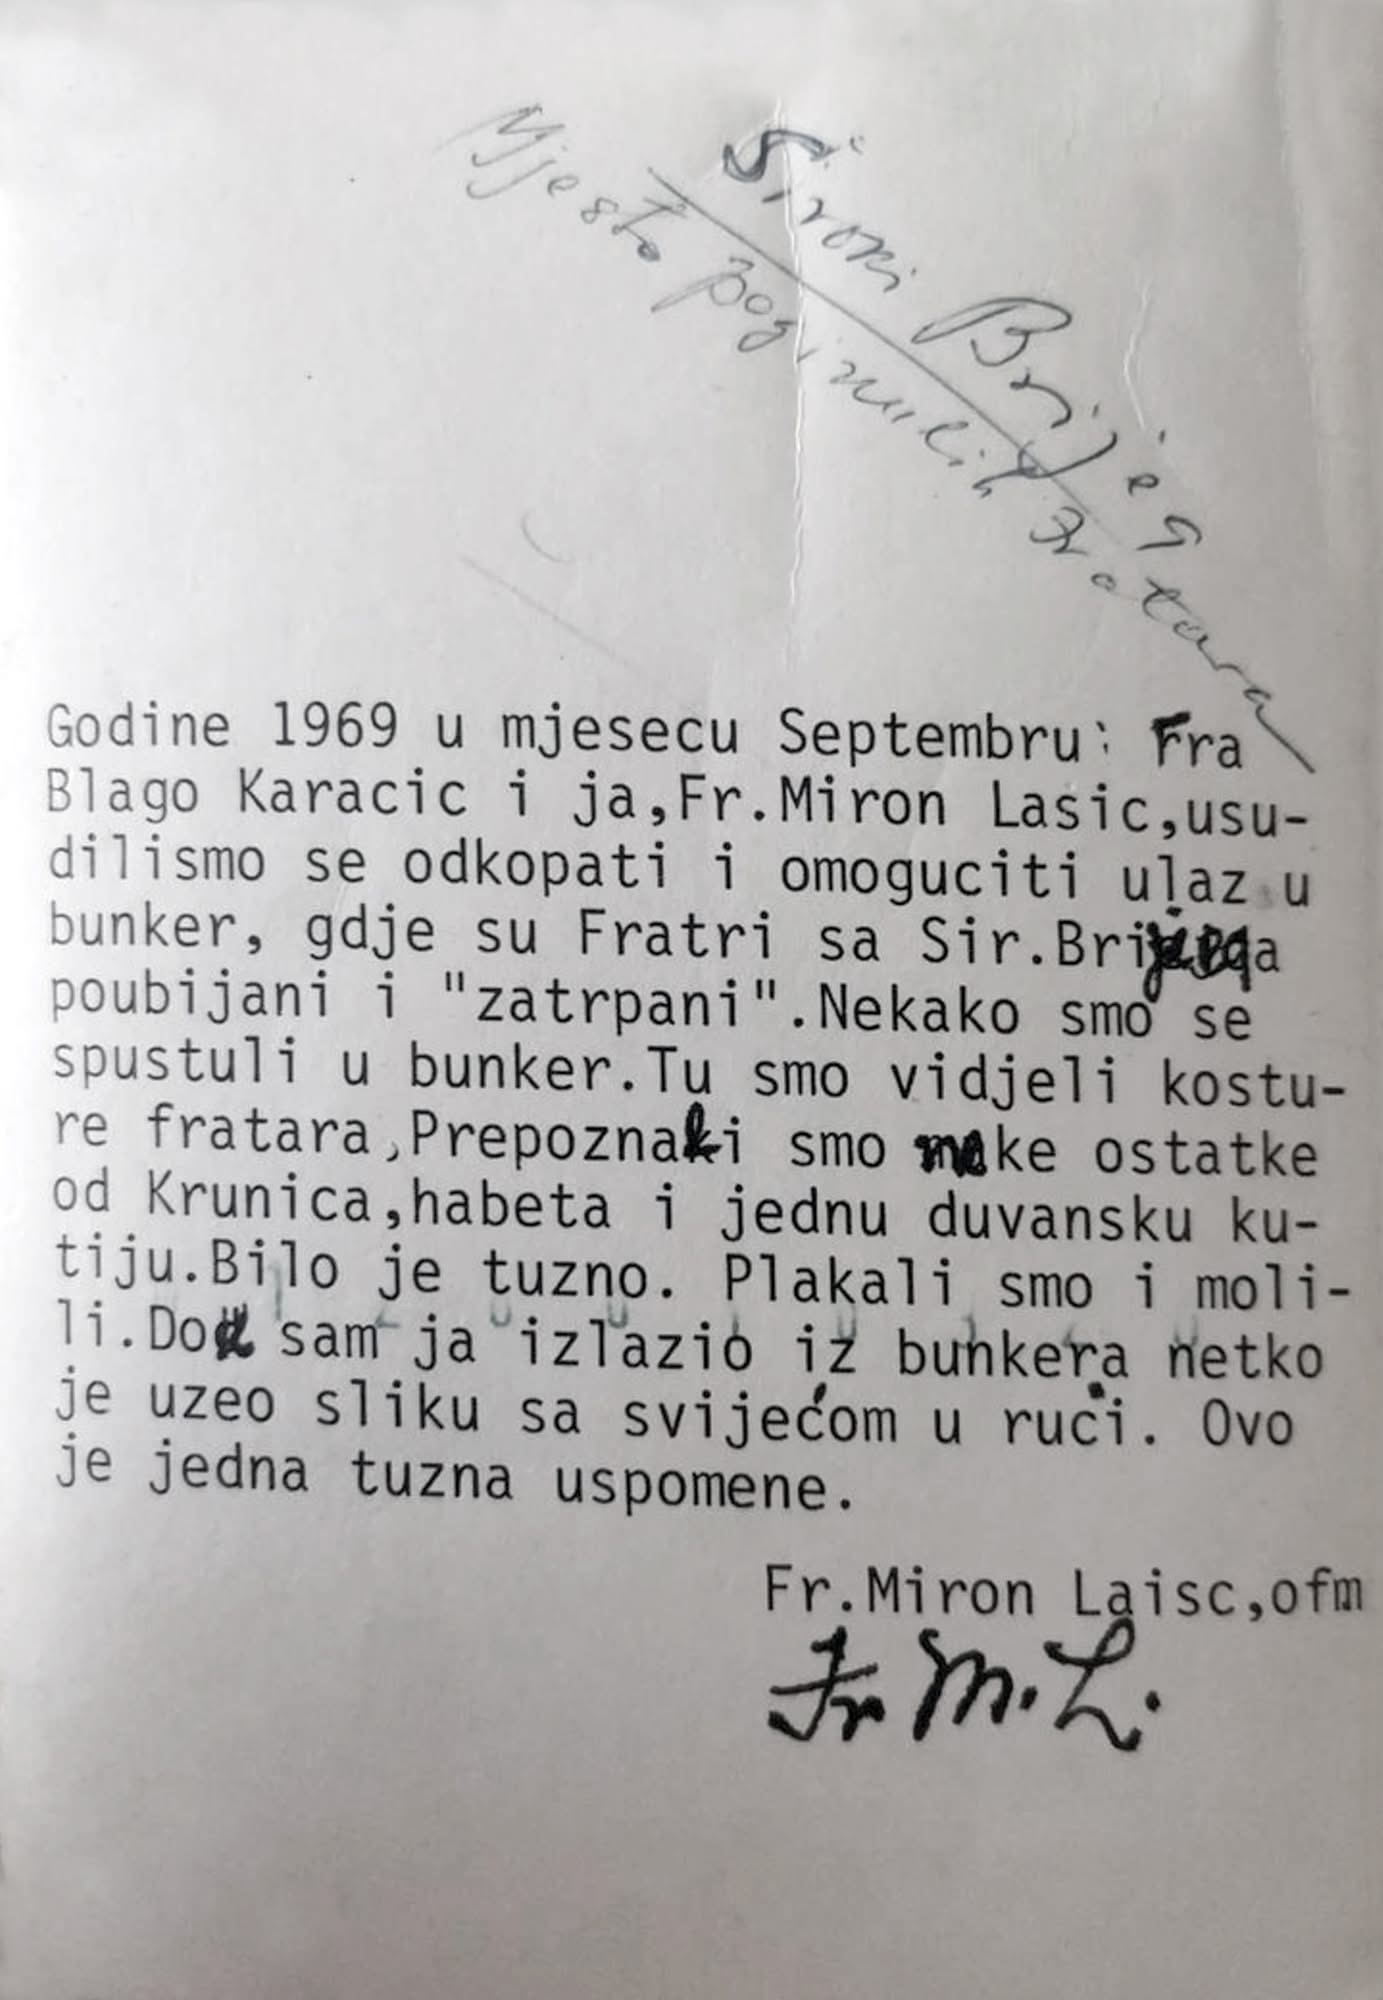 Široki Brijeg
Mjesto poginulih Fratara
Godine 1969 u mjesecu Septembru: Fra
Blago Karacic i ja,Fr.Miron Lasic,usu-
dilismo se odkopati i omoguciti ulaz u
bunker, gdje su Fratri sa Sir.Brijega
poubijani i "zatrpani".Nekako smo se
spustuli u bunker.Tu smo vidjeli kostu-
re fratara,Prepoznali smo neke ostatke
od Krunica,habeta i jednu duvansku ku-
tiju.Bilo je tuzno. Plakali smo i moli-
li.Dok sam ja izlazio iz bunkera netko
je uzeo sliku sa svijećom u ruci. Ovo
je jedna tuzna uspomene.
Fr.Miron Laisc,ofm
Fr M. L.